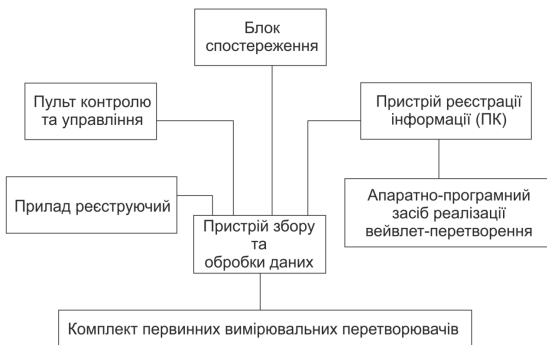 Блок
спостереження
Пульт контролю
та управління
Пристрій реєстрації
інформації (ПК)
Прилад реєструючий
Апаратно-програмний
засіб реалізації
вейвлет-перетворення
Пристрій збору
та
обробки даних
Комплект первинних вимірювальних перетворювачів